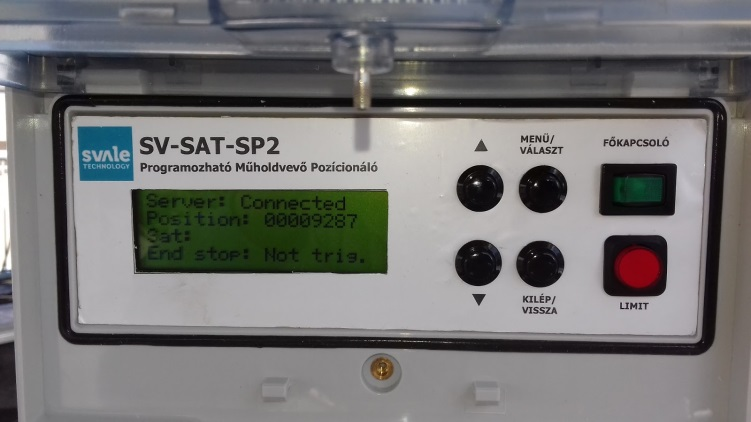 svale
TECHNOLOGY
SV-SAT-SP2
Programozható Műholdvevő Pozícionáló
Server: Connected
Position: 00009287
Sat:
End stop: Not trig.
▲
MENÜ/
VÁLASZT
▼
KILÉP/
VISSZA
FŐKAPCSOLÓ
LIMIT